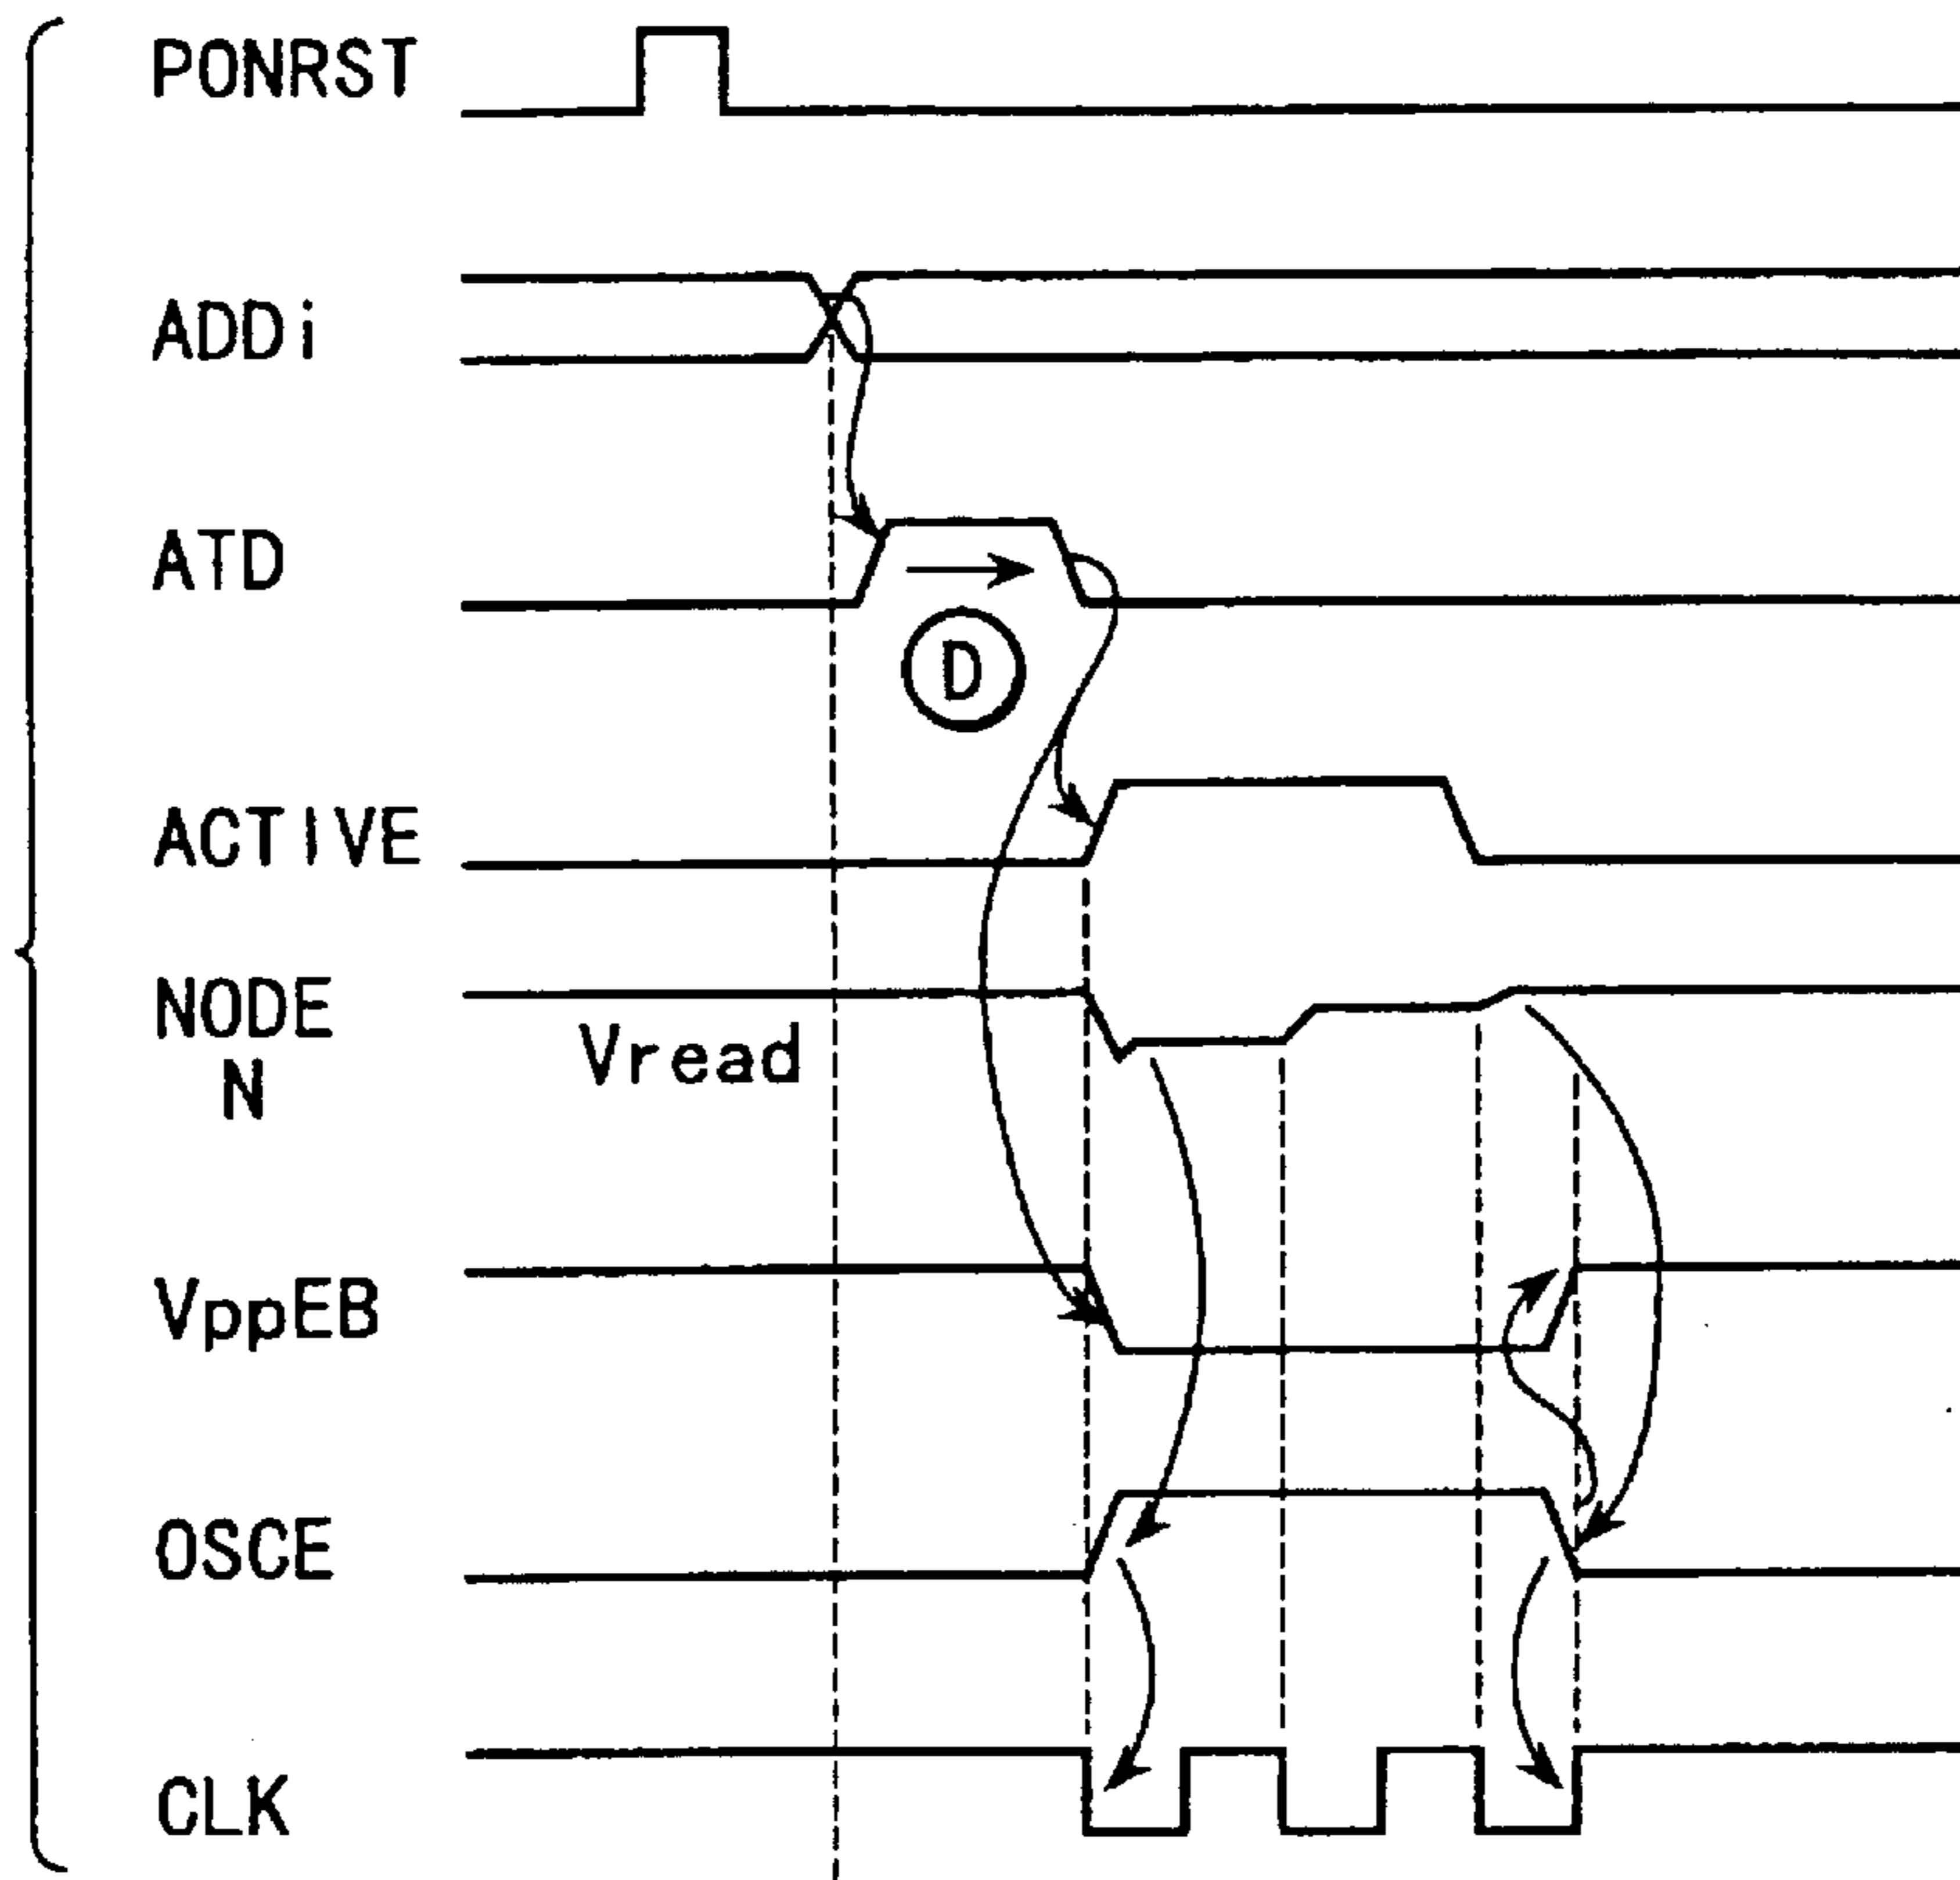 PONRST
ADDi
ATD
D
ACTIVE
NODE
N
Vread
VppEB
OSCE
CLK